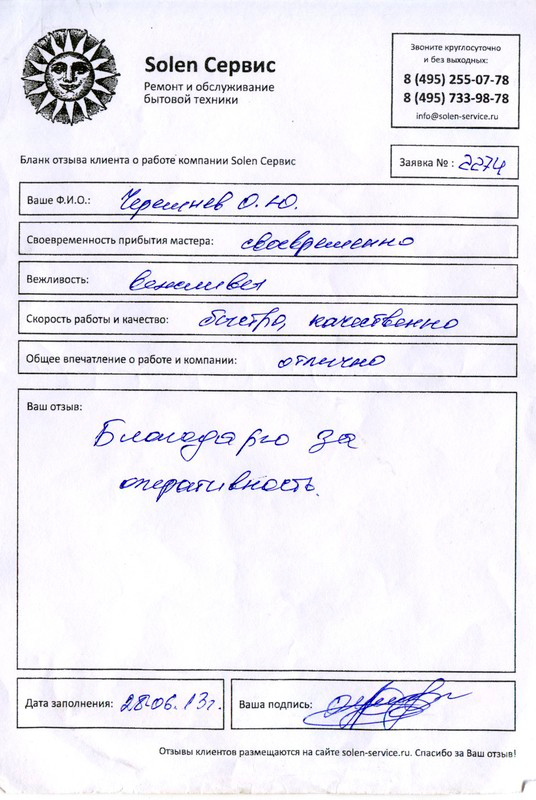 Solen Сервис
Ремонт и обслуживание
бытовой техники
Звоните круглосуточно
и без выходных:
8 (495) 255-07-78
8 (495) 733-98-78
info@solen-service.ru
Бланк отзыва клиента о работе компании Solen Сервис
Заявка № : 2274
Ваше Ф.И.О.: Черешнев О.Ю.
Своевременность прибытия мастера: своевременно
Вежливость: вежливый
Скорость работы и качество: быстро, качественно
Общее впечатление о работе и компании: отлично
Ваш отзыв:
Благодарю за
оперативность.
Дата заполнения: 28.06.13г.
Ваша подпись:
Отзывы клиентов размещаются на сайте solen-service.ru. Спасибо за Ваш отзыв!